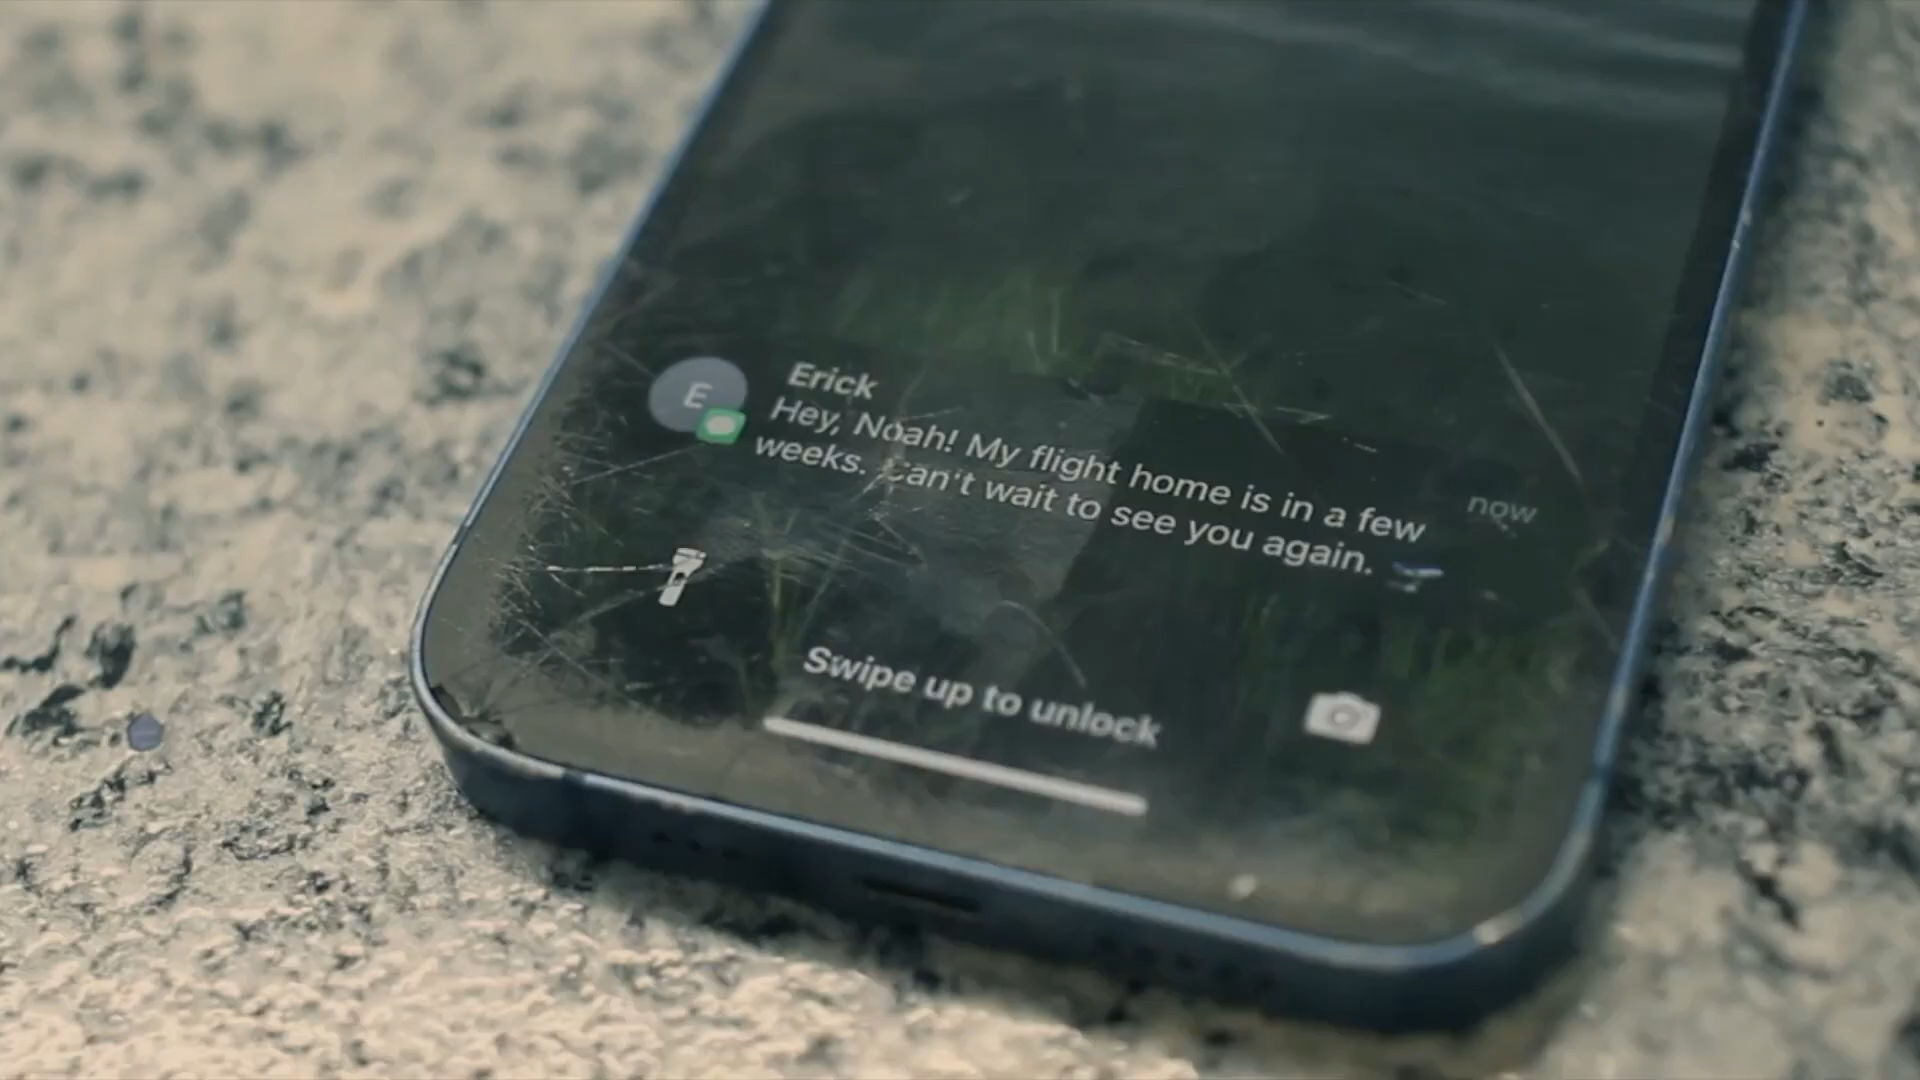 E
Erick
Hey, Noah! My flight home is in a few
weeks. Can't wait to see you again.
now
Swipe up to unlock